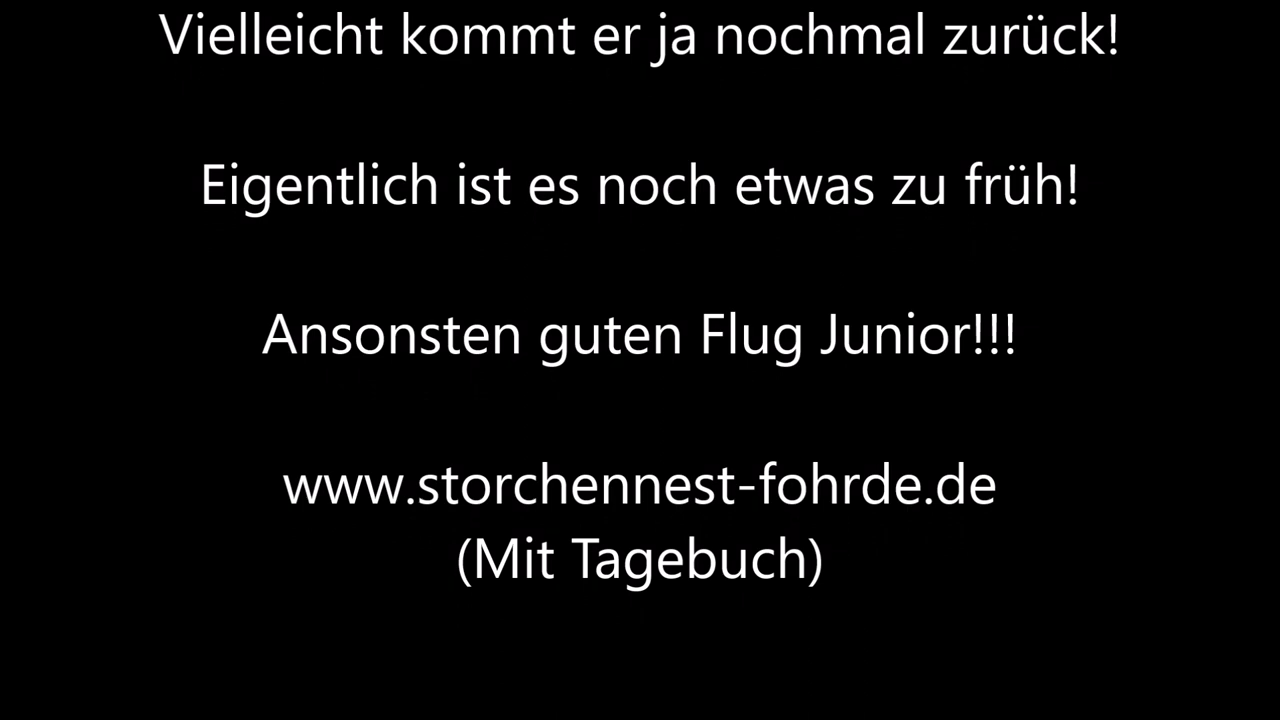 Vielleicht kommt er ja nochmal zurück!
Eigentlich ist es noch etwas zu früh!
Ansonsten guten Flug Junior!!!
www.storchennest-fohrde.de
(Mit Tagebuch)